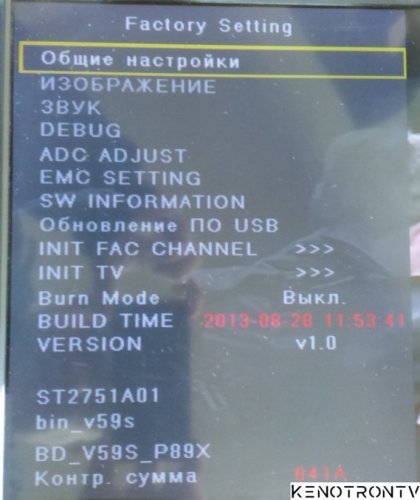 Factory Setting
Общие настройки
ИЗОБРАЖЕНИЕ
ЗВУК
DEBUG
ADC ADJUST
EMC SETTING
SW INFORMATION
Обновление ПО USB
INIT FAC CHANNEL >>>
INIT TV >>>
Burn Mode Выкл.
BUILD TIME 2013-08-28 11:53:41
VERSION v1.0
ST2751A01
bin_v59s
BD_V59S_P89X
Контр. сумма 841A
KENOTRONTV